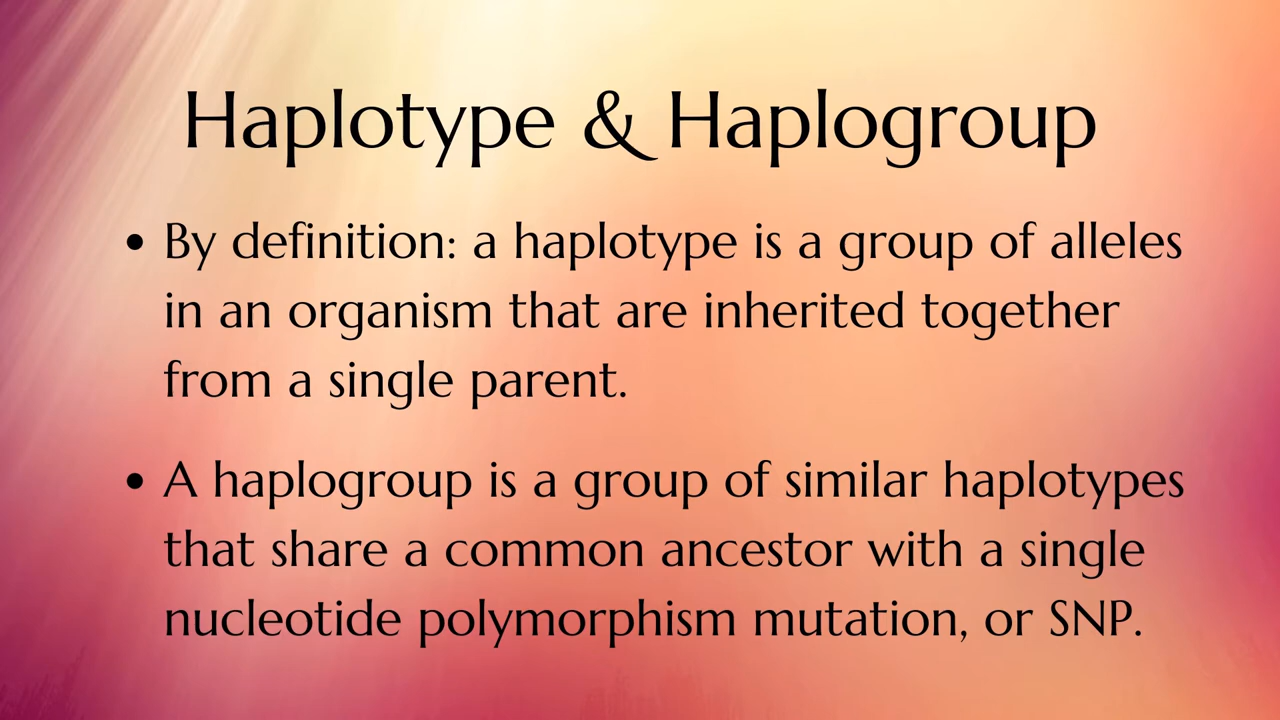 Haplotype & Haplogroup
• By definition: a haplotype is a group of alleles
in an organism that are inherited together
from a single parent.
• A haplogroup is a group of similar haplotypes
that share a common ancestor with a single
nucleotide polymorphism mutation, or SNP.